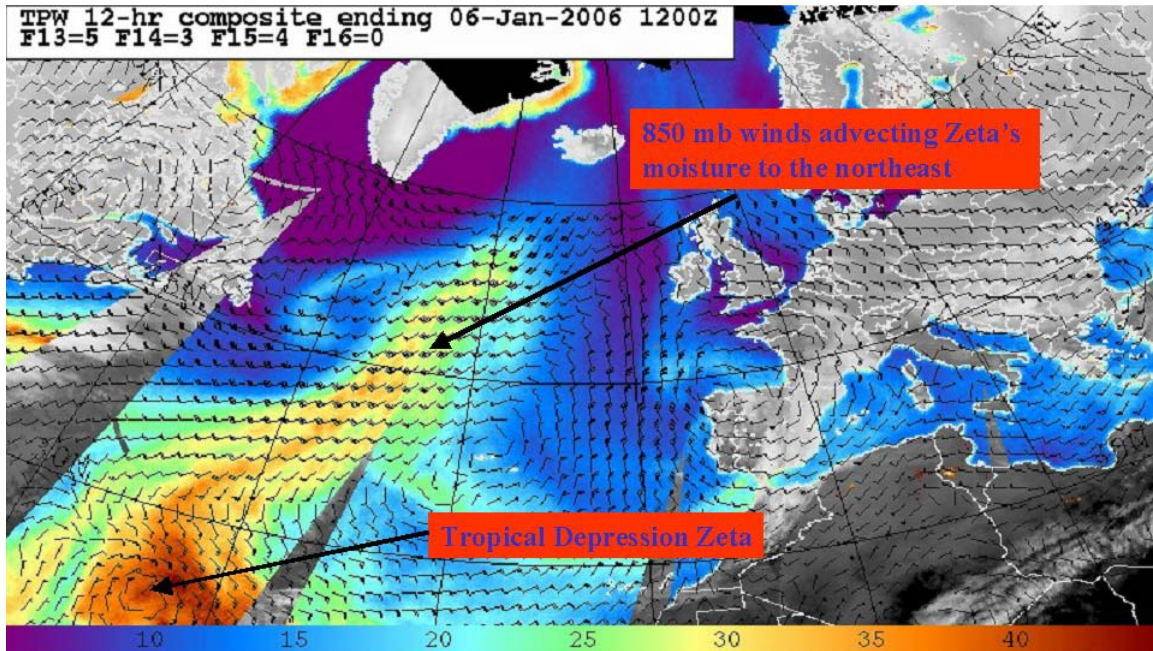 TPW 12-hr composite ending 06-Jan-2006 1200Z
F13=5 F14=3 F15=4 F16=0
850 mb winds advecting Zeta's
moisture to the northeast
Tropical Depression Zeta
10 15 20 25 30 35 40